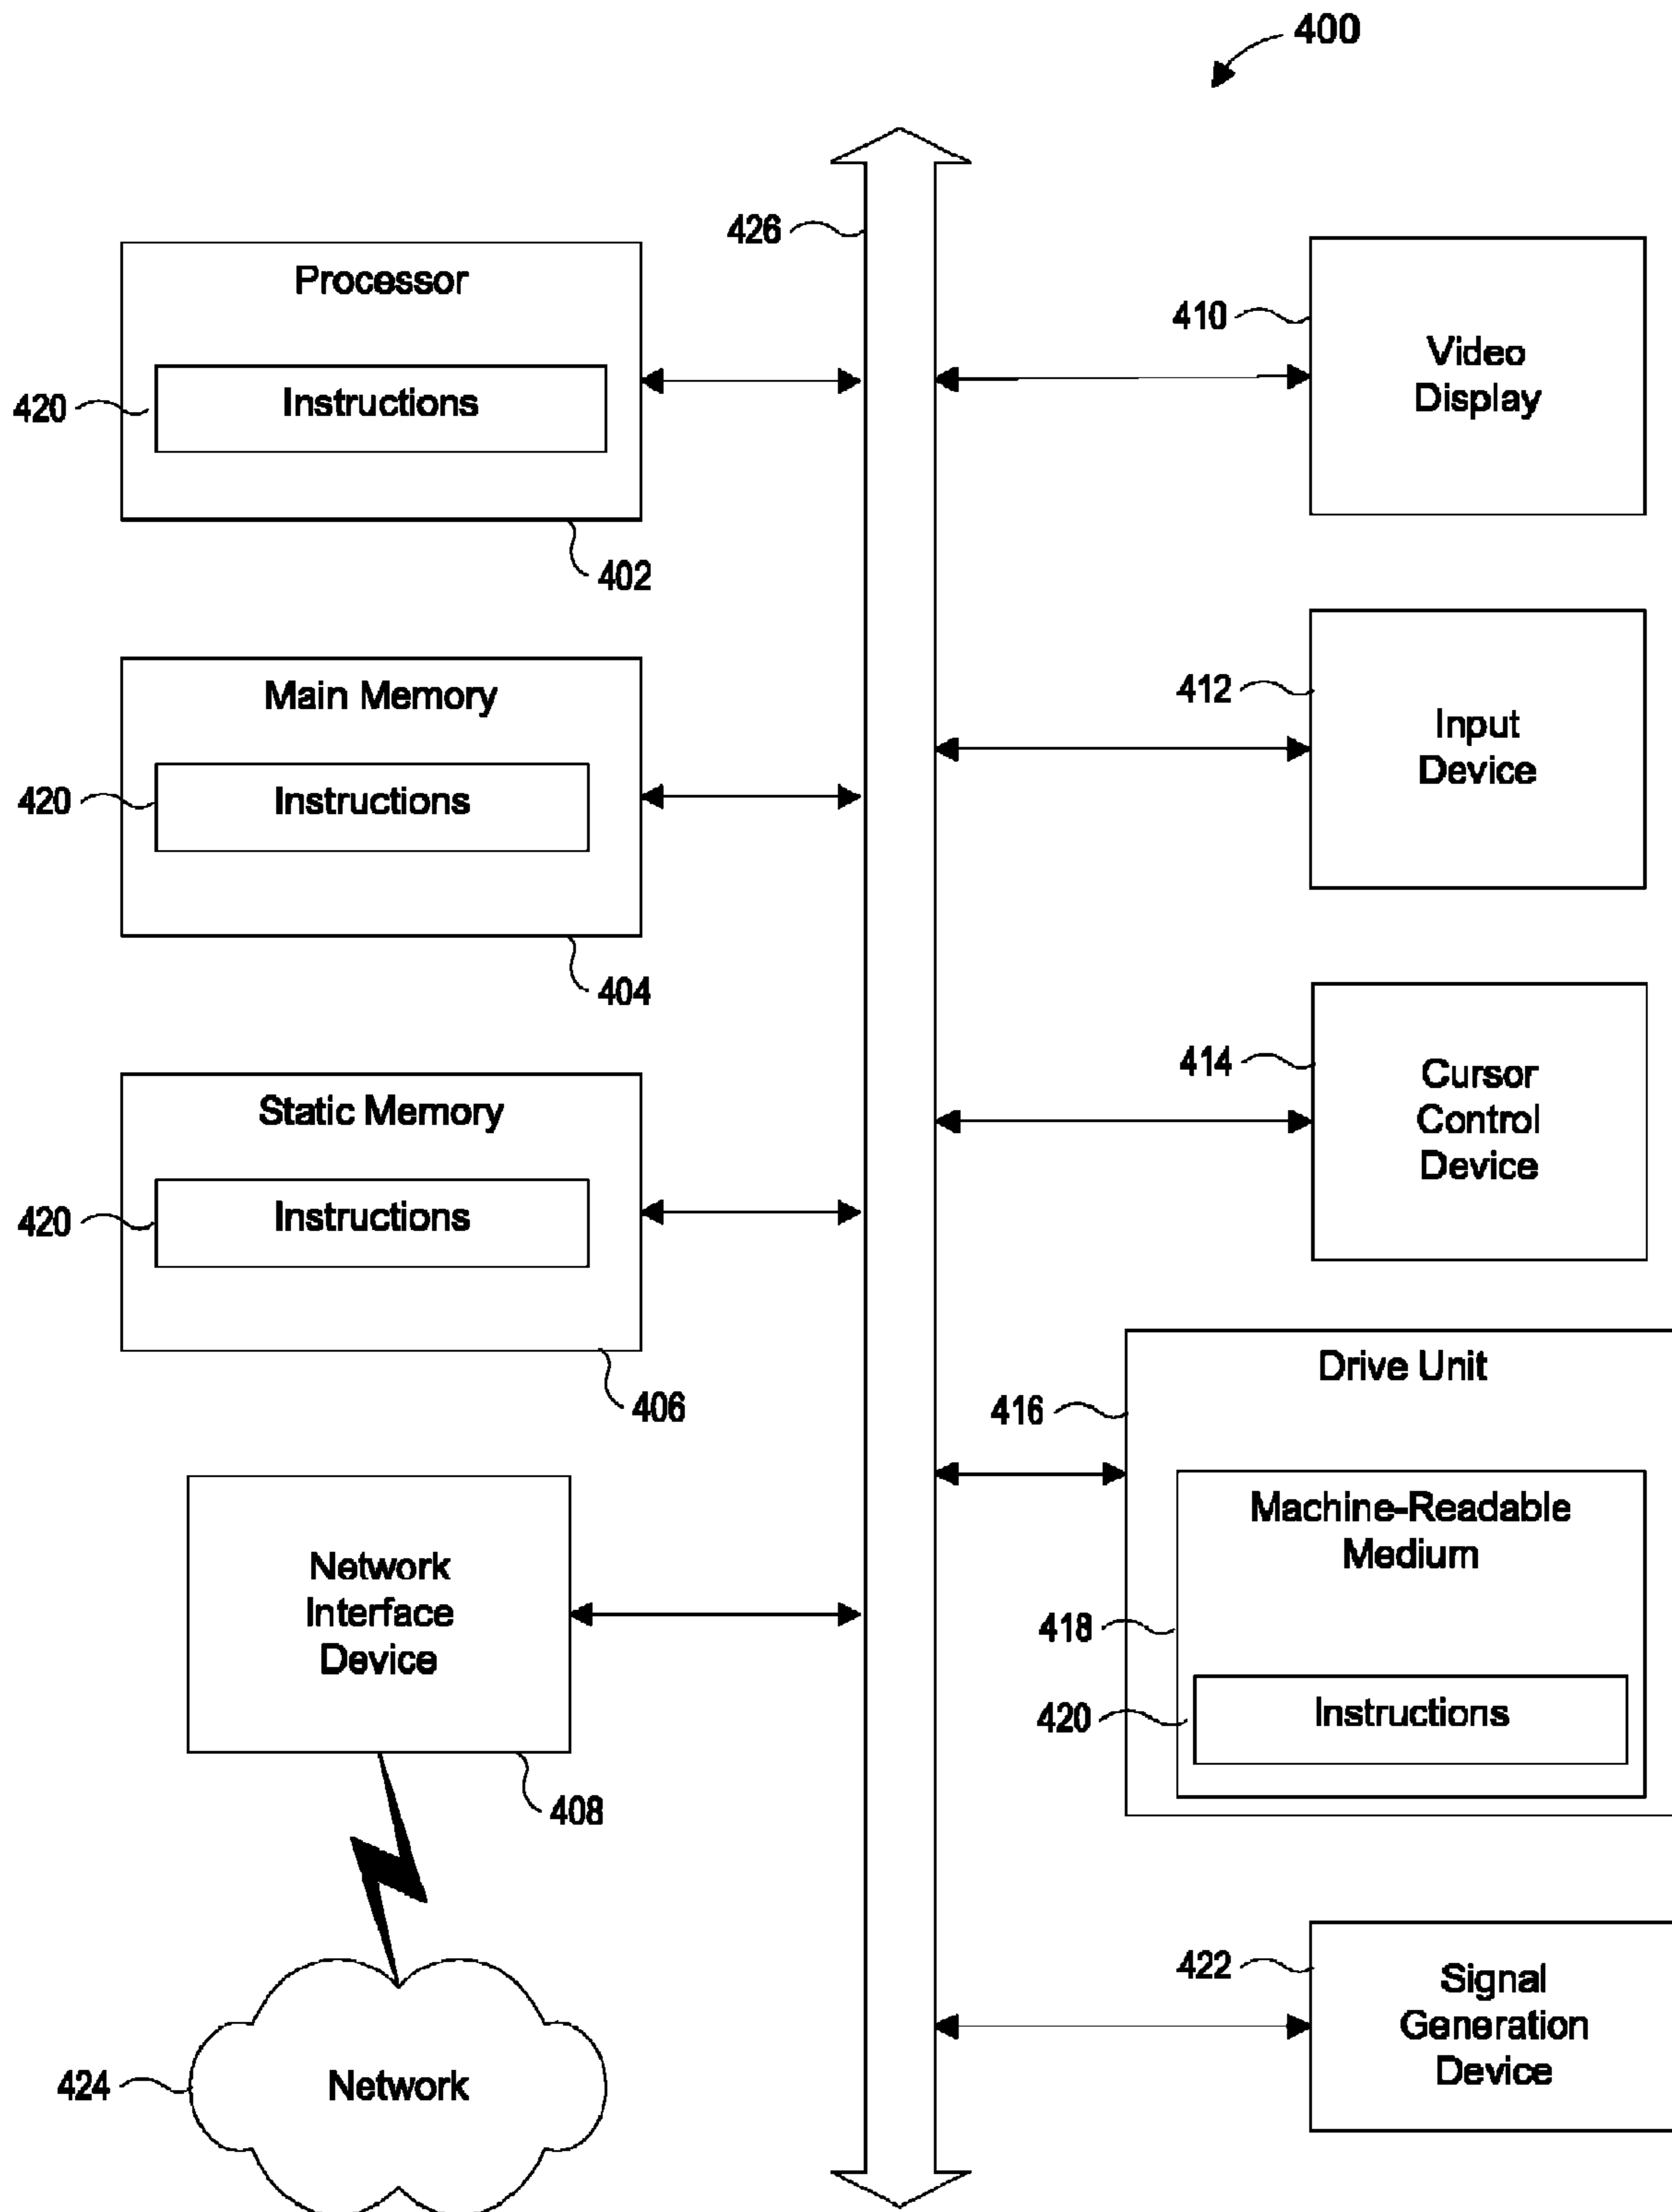 400
426
Processor
420
Instructions
402
410
Video
Display
Main Memory
420
Instructions
404
412
Input
Device
Static Memory
420
Instructions
406
414
Cursor
Control
Device
Drive Unit
416
Machine-Readable
Medium
418
420
Instructions
Network
Interface
Device
408
424
Network
422
Signal
Generation
Device